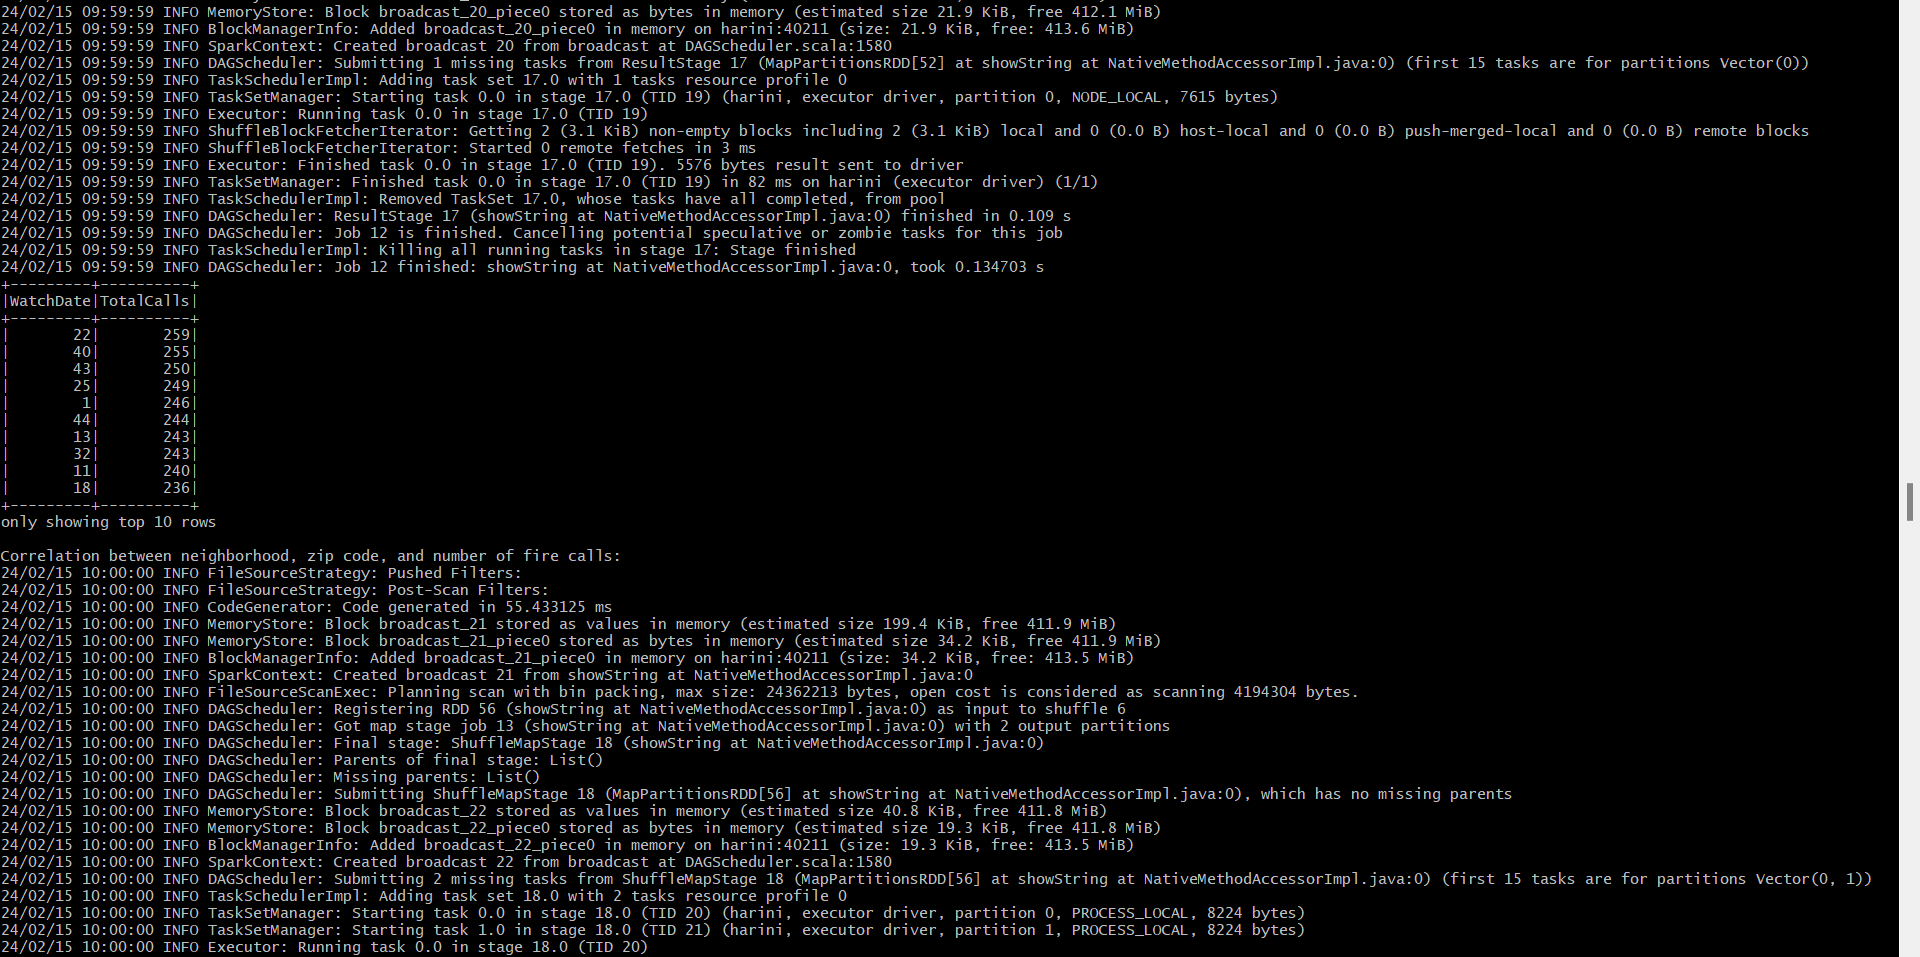 24/02/15 09:59:59 INFO MemoryStore: Block broadcast_20_piece0 stored as bytes in memory (estimated size 21.9 KiB, free 412.1 MiB)
24/02/15 09:59:59 INFO BlockManagerInfo: Added broadcast_20_piece0 in memory on harini:40211 (size: 21.9 KiB, free: 413.6 MiB)
24/02/15 09:59:59 INFO SparkContext: Created broadcast 20 from broadcast at DAGScheduler.scala:1580
24/02/15 09:59:59 INFO DAGScheduler: Submitting 1 missing tasks from ResultStage 17 (MapPartitionsRDD[52] at showString at NativeMethodAccessorImpl.java:0) (first 15 tasks are for partitions Vector(0))
24/02/15 09:59:59 INFO TaskSchedulerImpl: Adding task set 17.0 with 1 tasks resource profile 0
24/02/15 09:59:59 INFO TaskSetManager: Starting task 0.0 in stage 17.0 (TID 19) (harini, executor driver, partition 0, NODE_LOCAL, 7615 bytes)
24/02/15 09:59:59 INFO Executor: Running task 0.0 in stage 17.0 (TID 19)
24/02/15 09:59:59 INFO ShuffleBlockFetcherIterator: Getting 2 (3.1 KiB) non-empty blocks including 2 (3.1 KiB) local and 0 (0.0 B) host-local and 0 (0.0 B) push-merged-local and 0 (0.0 B) remote blocks
24/02/15 09:59:59 INFO ShuffleBlockFetcherIterator: Started 0 remote fetches in 3 ms
24/02/15 09:59:59 INFO Executor: Finished task 0.0 in stage 17.0 (TID 19). 5576 bytes result sent to driver
24/02/15 09:59:59 INFO TaskSetManager: Finished task 0.0 in stage 17.0 (TID 19) in 82 ms on harini (executor driver) (1/1)
24/02/15 09:59:59 INFO TaskSchedulerImpl: Removed TaskSet 17.0, whose tasks have all completed, from pool
24/02/15 09:59:59 INFO DAGScheduler: ResultStage 17 (showString at NativeMethodAccessorImpl.java:0) finished in 0.109 s
24/02/15 09:59:59 INFO DAGScheduler: Job 12 is finished. Cancelling potential speculative or zombie tasks for this job
24/02/15 09:59:59 INFO TaskSchedulerImpl: Killing all running tasks in stage 17: Stage finished
24/02/15 09:59:59 INFO DAGScheduler: Job 12 finished: showString at NativeMethodAccessorImpl.java:0, took 0.134703 s
+---------+----------+
|WatchDate|TotalCalls|
+---------+----------+
|       22|       259|
|       40|       255|
|       43|       250|
|       25|       249|
|        1|       246|
|       44|       244|
|       13|       243|
|       32|       243|
|       11|       240|
|       18|       236|
+---------+----------+
only showing top 10 rows
Correlation between neighborhood, zip code, and number of fire calls:
24/02/15 10:00:00 INFO FileSourceStrategy: Pushed Filters:
24/02/15 10:00:00 INFO FileSourceStrategy: Post-Scan Filters:
24/02/15 10:00:00 INFO CodeGenerator: Code generated in 55.433125 ms
24/02/15 10:00:00 INFO MemoryStore: Block broadcast_21 stored as values in memory (estimated size 199.4 KiB, free 411.9 MiB)
24/02/15 10:00:00 INFO MemoryStore: Block broadcast_21_piece0 stored as bytes in memory (estimated size 34.2 KiB, free 411.9 MiB)
24/02/15 10:00:00 INFO BlockManagerInfo: Added broadcast_21_piece0 in memory on harini:40211 (size: 34.2 KiB, free: 413.5 MiB)
24/02/15 10:00:00 INFO SparkContext: Created broadcast 21 from showString at NativeMethodAccessorImpl.java:0
24/02/15 10:00:00 INFO FileSourceScanExec: Planning scan with bin packing, max size: 24362213 bytes, open cost is considered as scanning 4194304 bytes.
24/02/15 10:00:00 INFO DAGScheduler: Registering RDD 56 (showString at NativeMethodAccessorImpl.java:0) as input to shuffle 6
24/02/15 10:00:00 INFO DAGScheduler: Got map stage job 13 (showString at NativeMethodAccessorImpl.java:0) with 2 output partitions
24/02/15 10:00:00 INFO DAGScheduler: Final stage: ShuffleMapStage 18 (showString at NativeMethodAccessorImpl.java:0)
24/02/15 10:00:00 INFO DAGScheduler: Parents of final stage: List()
24/02/15 10:00:00 INFO DAGScheduler: Missing parents: List()
24/02/15 10:00:00 INFO DAGScheduler: Submitting ShuffleMapStage 18 (MapPartitionsRDD[56] at showString at NativeMethodAccessorImpl.java:0), which has no missing parents
24/02/15 10:00:00 INFO MemoryStore: Block broadcast_22 stored as values in memory (estimated size 40.8 KiB, free 411.8 MiB)
24/02/15 10:00:00 INFO MemoryStore: Block broadcast_22_piece0 stored as bytes in memory (estimated size 19.3 KiB, free 411.8 MiB)
24/02/15 10:00:00 INFO BlockManagerInfo: Added broadcast_22_piece0 in memory on harini:40211 (size: 19.3 KiB, free: 413.5 MiB)
24/02/15 10:00:00 INFO SparkContext: Created broadcast 22 from broadcast at DAGScheduler.scala:1580
24/02/15 10:00:00 INFO DAGScheduler: Submitting 2 missing tasks from ShuffleMapStage 18 (MapPartitionsRDD[56] at showString at NativeMethodAccessorImpl.java:0) (first 15 tasks are for partitions Vector(0, 1))
24/02/15 10:00:00 INFO TaskSchedulerImpl: Adding task set 18.0 with 2 tasks resource profile 0
24/02/15 10:00:00 INFO TaskSetManager: Starting task 0.0 in stage 18.0 (TID 20) (harini, executor driver, partition 0, PROCESS_LOCAL, 8224 bytes)
24/02/15 10:00:00 INFO TaskSetManager: Starting task 1.0 in stage 18.0 (TID 21) (harini, executor driver, partition 1, PROCESS_LOCAL, 8224 bytes)
24/02/15 10:00:00 INFO Executor: Running task 0.0 in stage 18.0 (TID 20)